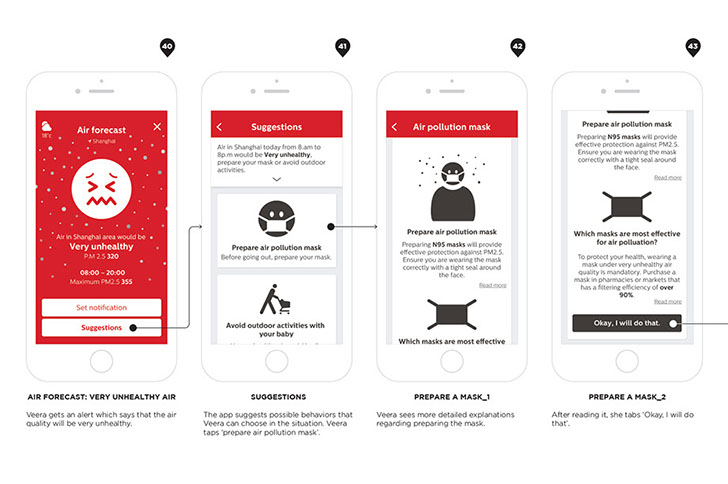 40
18°c
Air forecast
Shanghai
Air in Shanghai area would be
Very unhealthy
P.M 2.5 320
08:00 – 20:00
Maximum PM2.5 355
Set notification
Suggestions
AIR FORECAST: VERY UNHEALTHY AIR
Veera gets an alert which says that the air
quality will be very unhealthy.
41
Suggestions
Air in Shanghai today from 8.am to
8p.m would be Very unhealthy,
prepare your mask or avoid outdoor
activities.
Prepare air pollution mask
Before going out, prepare your mask.
Avoid outdoor activities with
your baby
SUGGESTIONS
The app suggests possible behaviors that
Veera can choose in the situation. Veera
taps ‘prepare air pollution mask’.
42
Air pollution mask
Prepare air pollution mask
Preparing N95 masks will provide
effective protection against PM2.5.
Ensure you are wearing the mask
correctly with a tight seal around
the face.
Read more
Which masks are most effective
PREPARE A MASK_1
Veera sees more detailed explanations
regarding preparing the mask.
43
Prepare air pollution mask
Preparing N95 masks will provide
effective protection against PM2.5.
Ensure you are wearing the mask
correctly with a tight seal around
the face.
Read more
Which masks are most effective
for air polluation?
To protect your health, wearing a
mask under very unhealthy air
quality is mandatory. Purchase a
mask in pharmacies or markets that
has a filtering efficiency of over
90%.
Read more
Okay, I will do that.
PREPARE A MASK_2
After reading it, she tabs ‘Okay, I will do
that’.